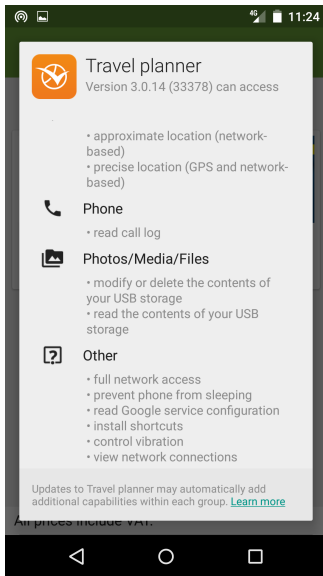 4G 11:24
Travel planner
Version 3.0.14 (33378) can access
• approximate location (network-
based)
• precise location (GPS and network-
based)
Phone
• read call log
Photos/Media/Files
• modify or delete the contents of
your USB storage
• read the contents of your USB
storage
Other
• full network access
• prevent phone from sleeping
• read Google service configuration
• install shortcuts
• control vibration
• view network connections
Updates to Travel planner may automatically add
additional capabilities within each group. Learn more
All prices include VAT.